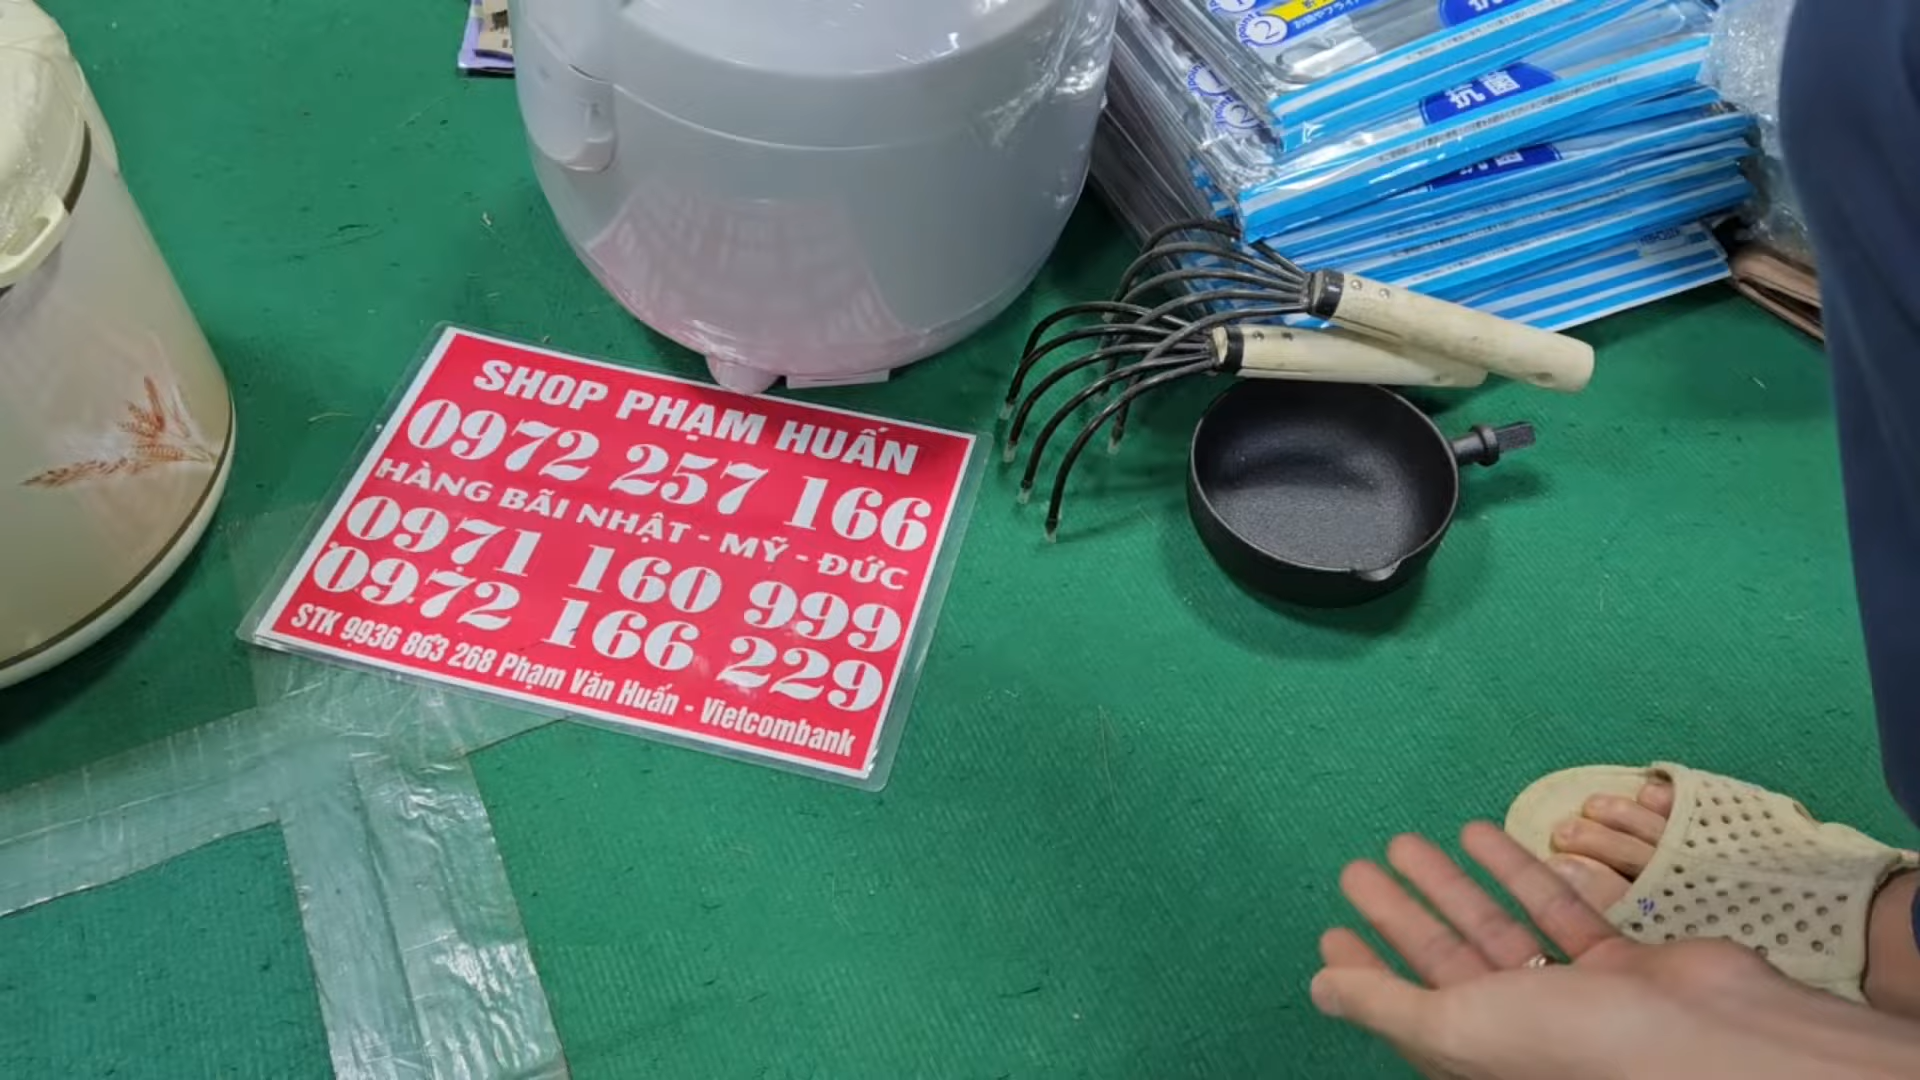 SHOP PHẠM HUẤN
0972 257 166
HÀNG BÃI NHẬT - MỸ - ĐỨC
0971 160 999
0972 166 229
STK 9936 863 268 Phạm Văn Huấn - Vietcombank
抗菌